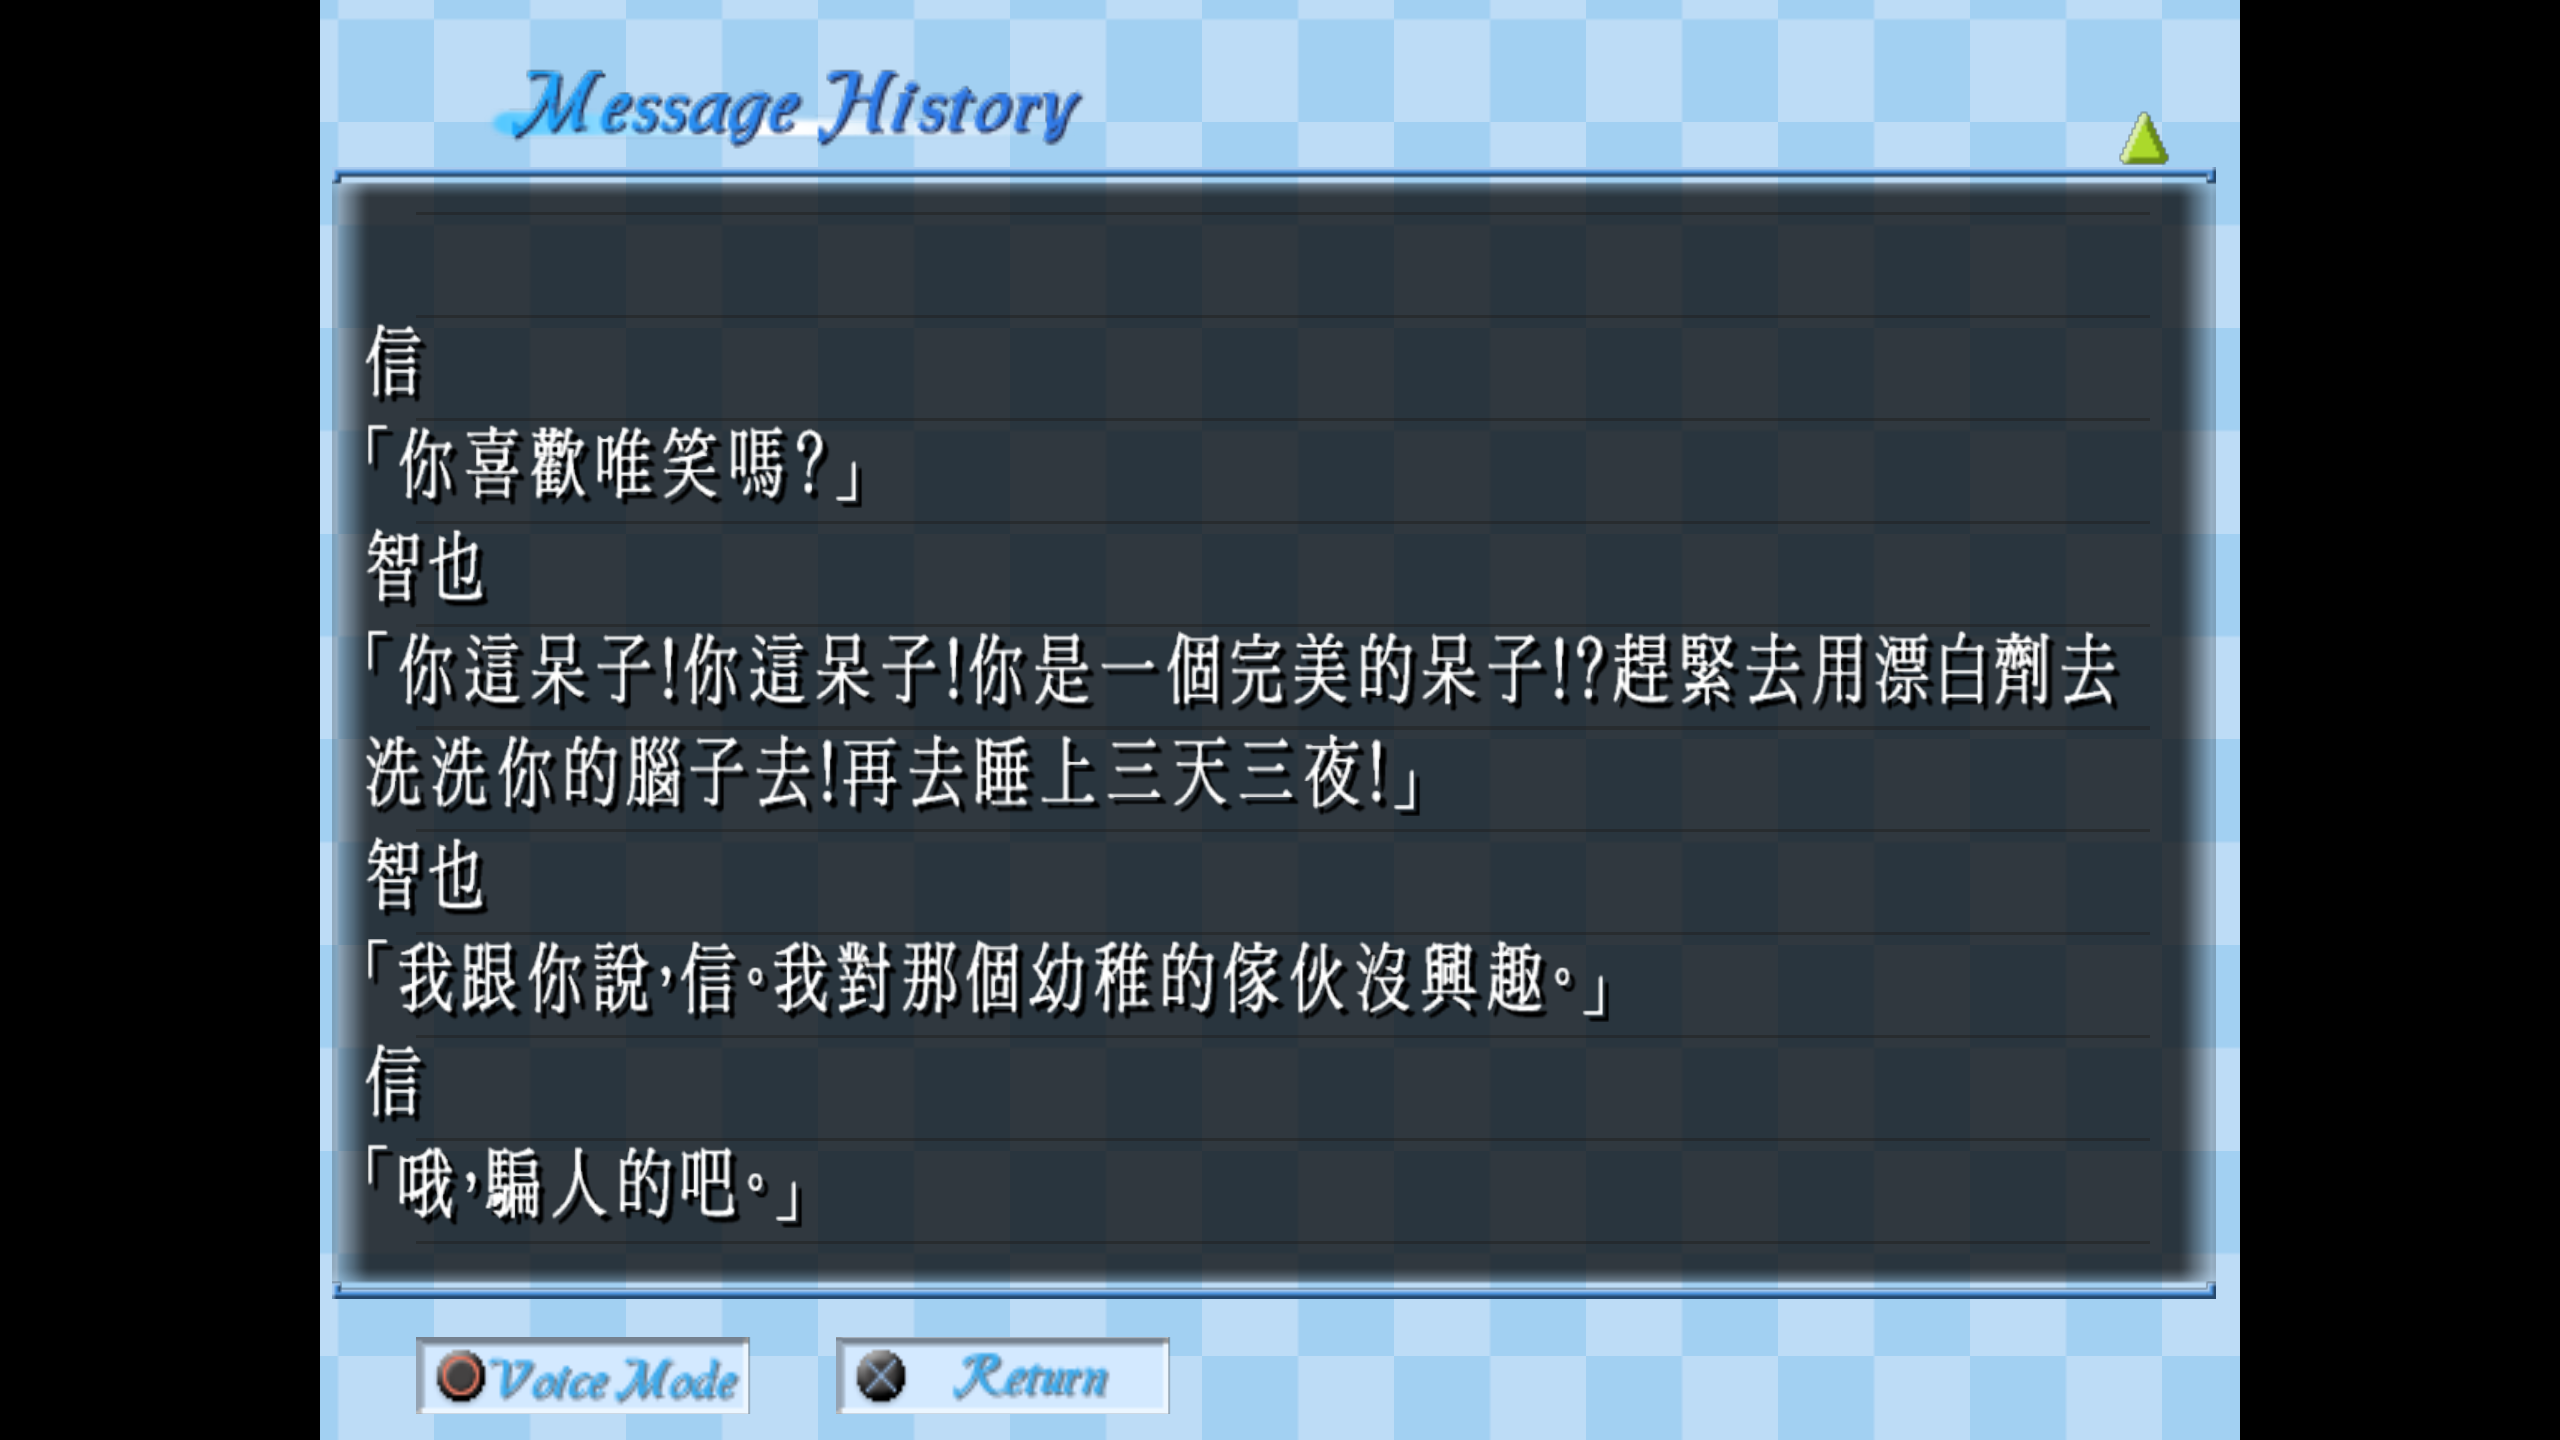 Message History
信
「你喜歡唯笑嗎?」
智也
「你這呆子!你這呆子!你是一個完美的呆子!?趕緊去用漂白劑去
洗洗你的腦子去!再去睡上三天三夜!」
智也
「我跟你說,信。我對那個幼稚的傢伙沒興趣。」
信
「哦,騙人的吧。」
Voice Mode
Return